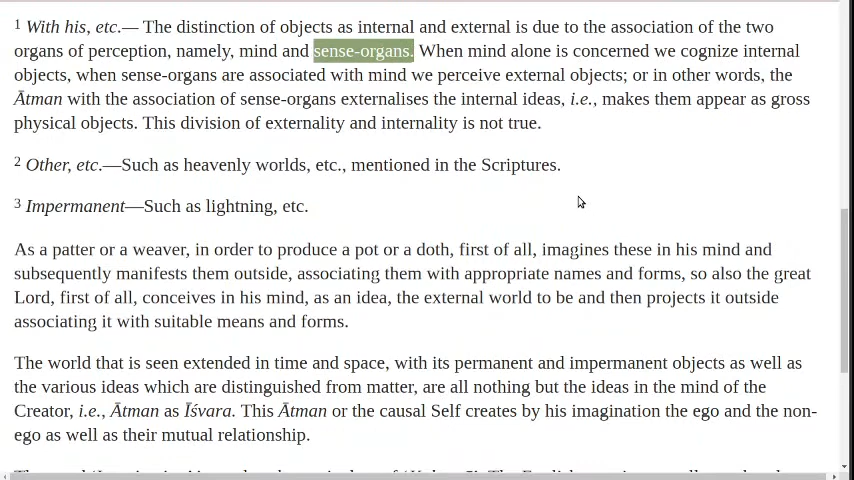 1 With his, etc.— The distinction of objects as internal and external is due to the association of the two
organs of perception, namely, mind and sense-organs. When mind alone is concerned we cognize internal
objects, when sense-organs are associated with mind we perceive external objects; or in other words, the
Ātman with the association of sense-organs externalises the internal ideas, i.e., makes them appear as gross
physical objects. This division of externality and internality is not true.
2 Other, etc.—Such as heavenly worlds, etc., mentioned in the Scriptures.
3 Impermanent—Such as lightning, etc.
As a patter or a weaver, in order to produce a pot or a doth, first of all, imagines these in his mind and
subsequently manifests them outside, associating them with appropriate names and forms, so also the great
Lord, first of all, conceives in his mind, as an idea, the external world to be and then projects it outside
associating it with suitable means and forms.
The world that is seen extended in time and space, with its permanent and impermanent objects as well as
the various ideas which are distinguished from matter, are all nothing but the ideas in the mind of the
Creator, i.e., Ātman as Īśvara. This Ātman or the causal Self creates by his imagination the ego and the non-
ego as well as their mutual relationship.